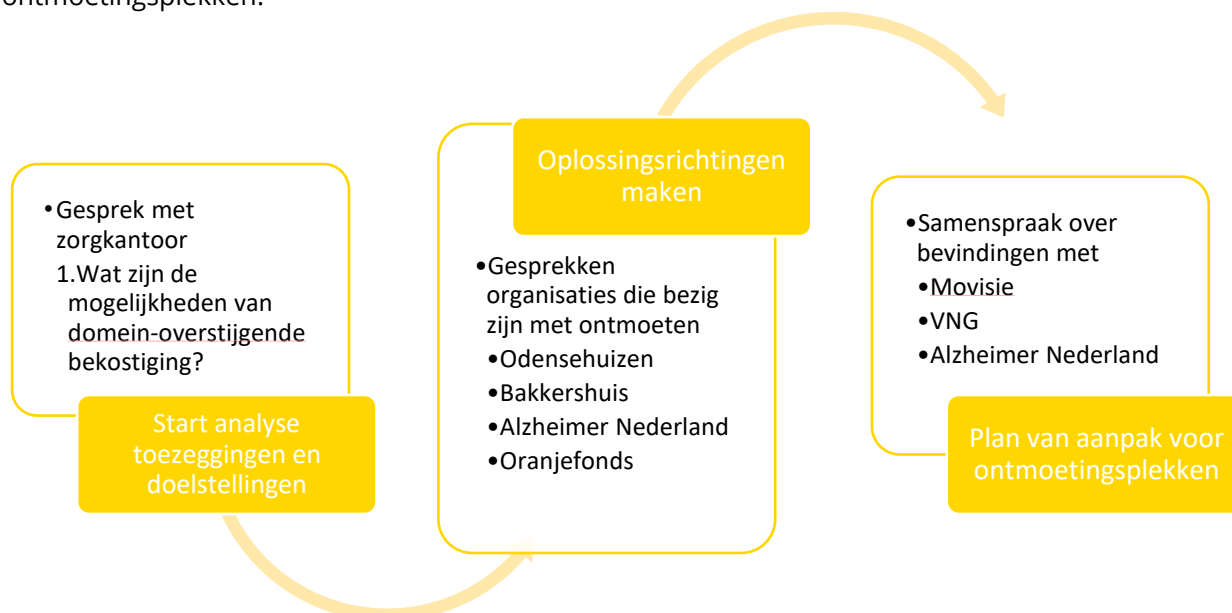 ontmoetingsplekken.
•Gesprek met
zorgkantoor
1.Wat zijn de
mogelijkheden van
domein-overstijgende
bekostiging?
Start analyse
toezeggingen en
doelstellingen
Oplossingsrichtingen
maken
•Gesprekken
organisaties die bezig
zijn met ontmoeten
•Odensehuizen
•Bakkershuis
•Alzheimer Nederland
•Oranjefonds
•Samenspraak over
bevindingen met
•Movisie
•VNG
•Alzheimer Nederland
Plan van aanpak voor
ontmoetingsplekken